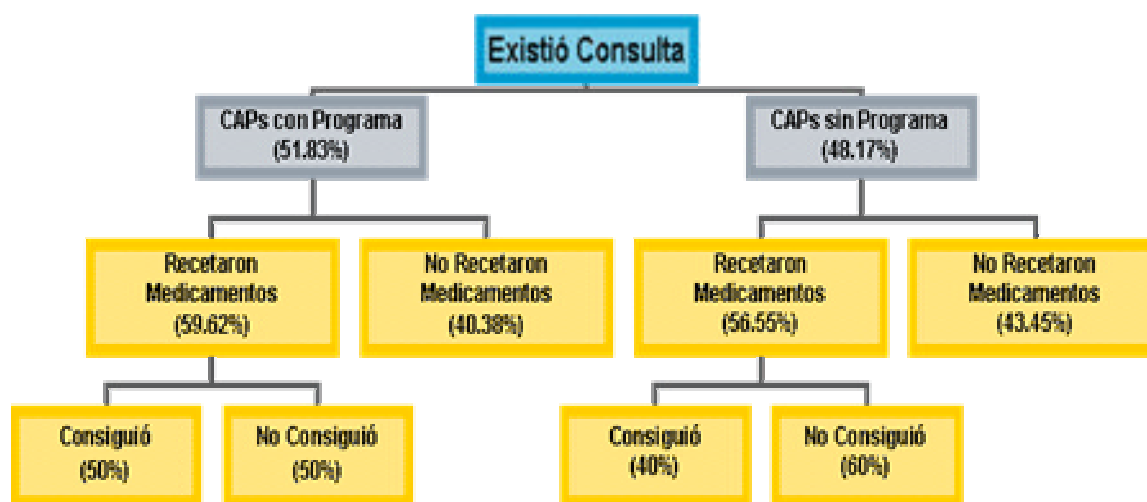 Existió Consulta
CAPs con Programa
(51.83%)
CAPs sin Programa
(48.17%)
Recetaron
Medicamentos
(59.62%)
No Recetaron
Medicamentos
(40.38%)
Recetaron
Medicamentos
(56.55%)
No Recetaron
Medicamentos
(43.45%)
Consiguió
(50%)
No Consiguió
(50%)
Consiguió
(40%)
No Consiguió
(60%)